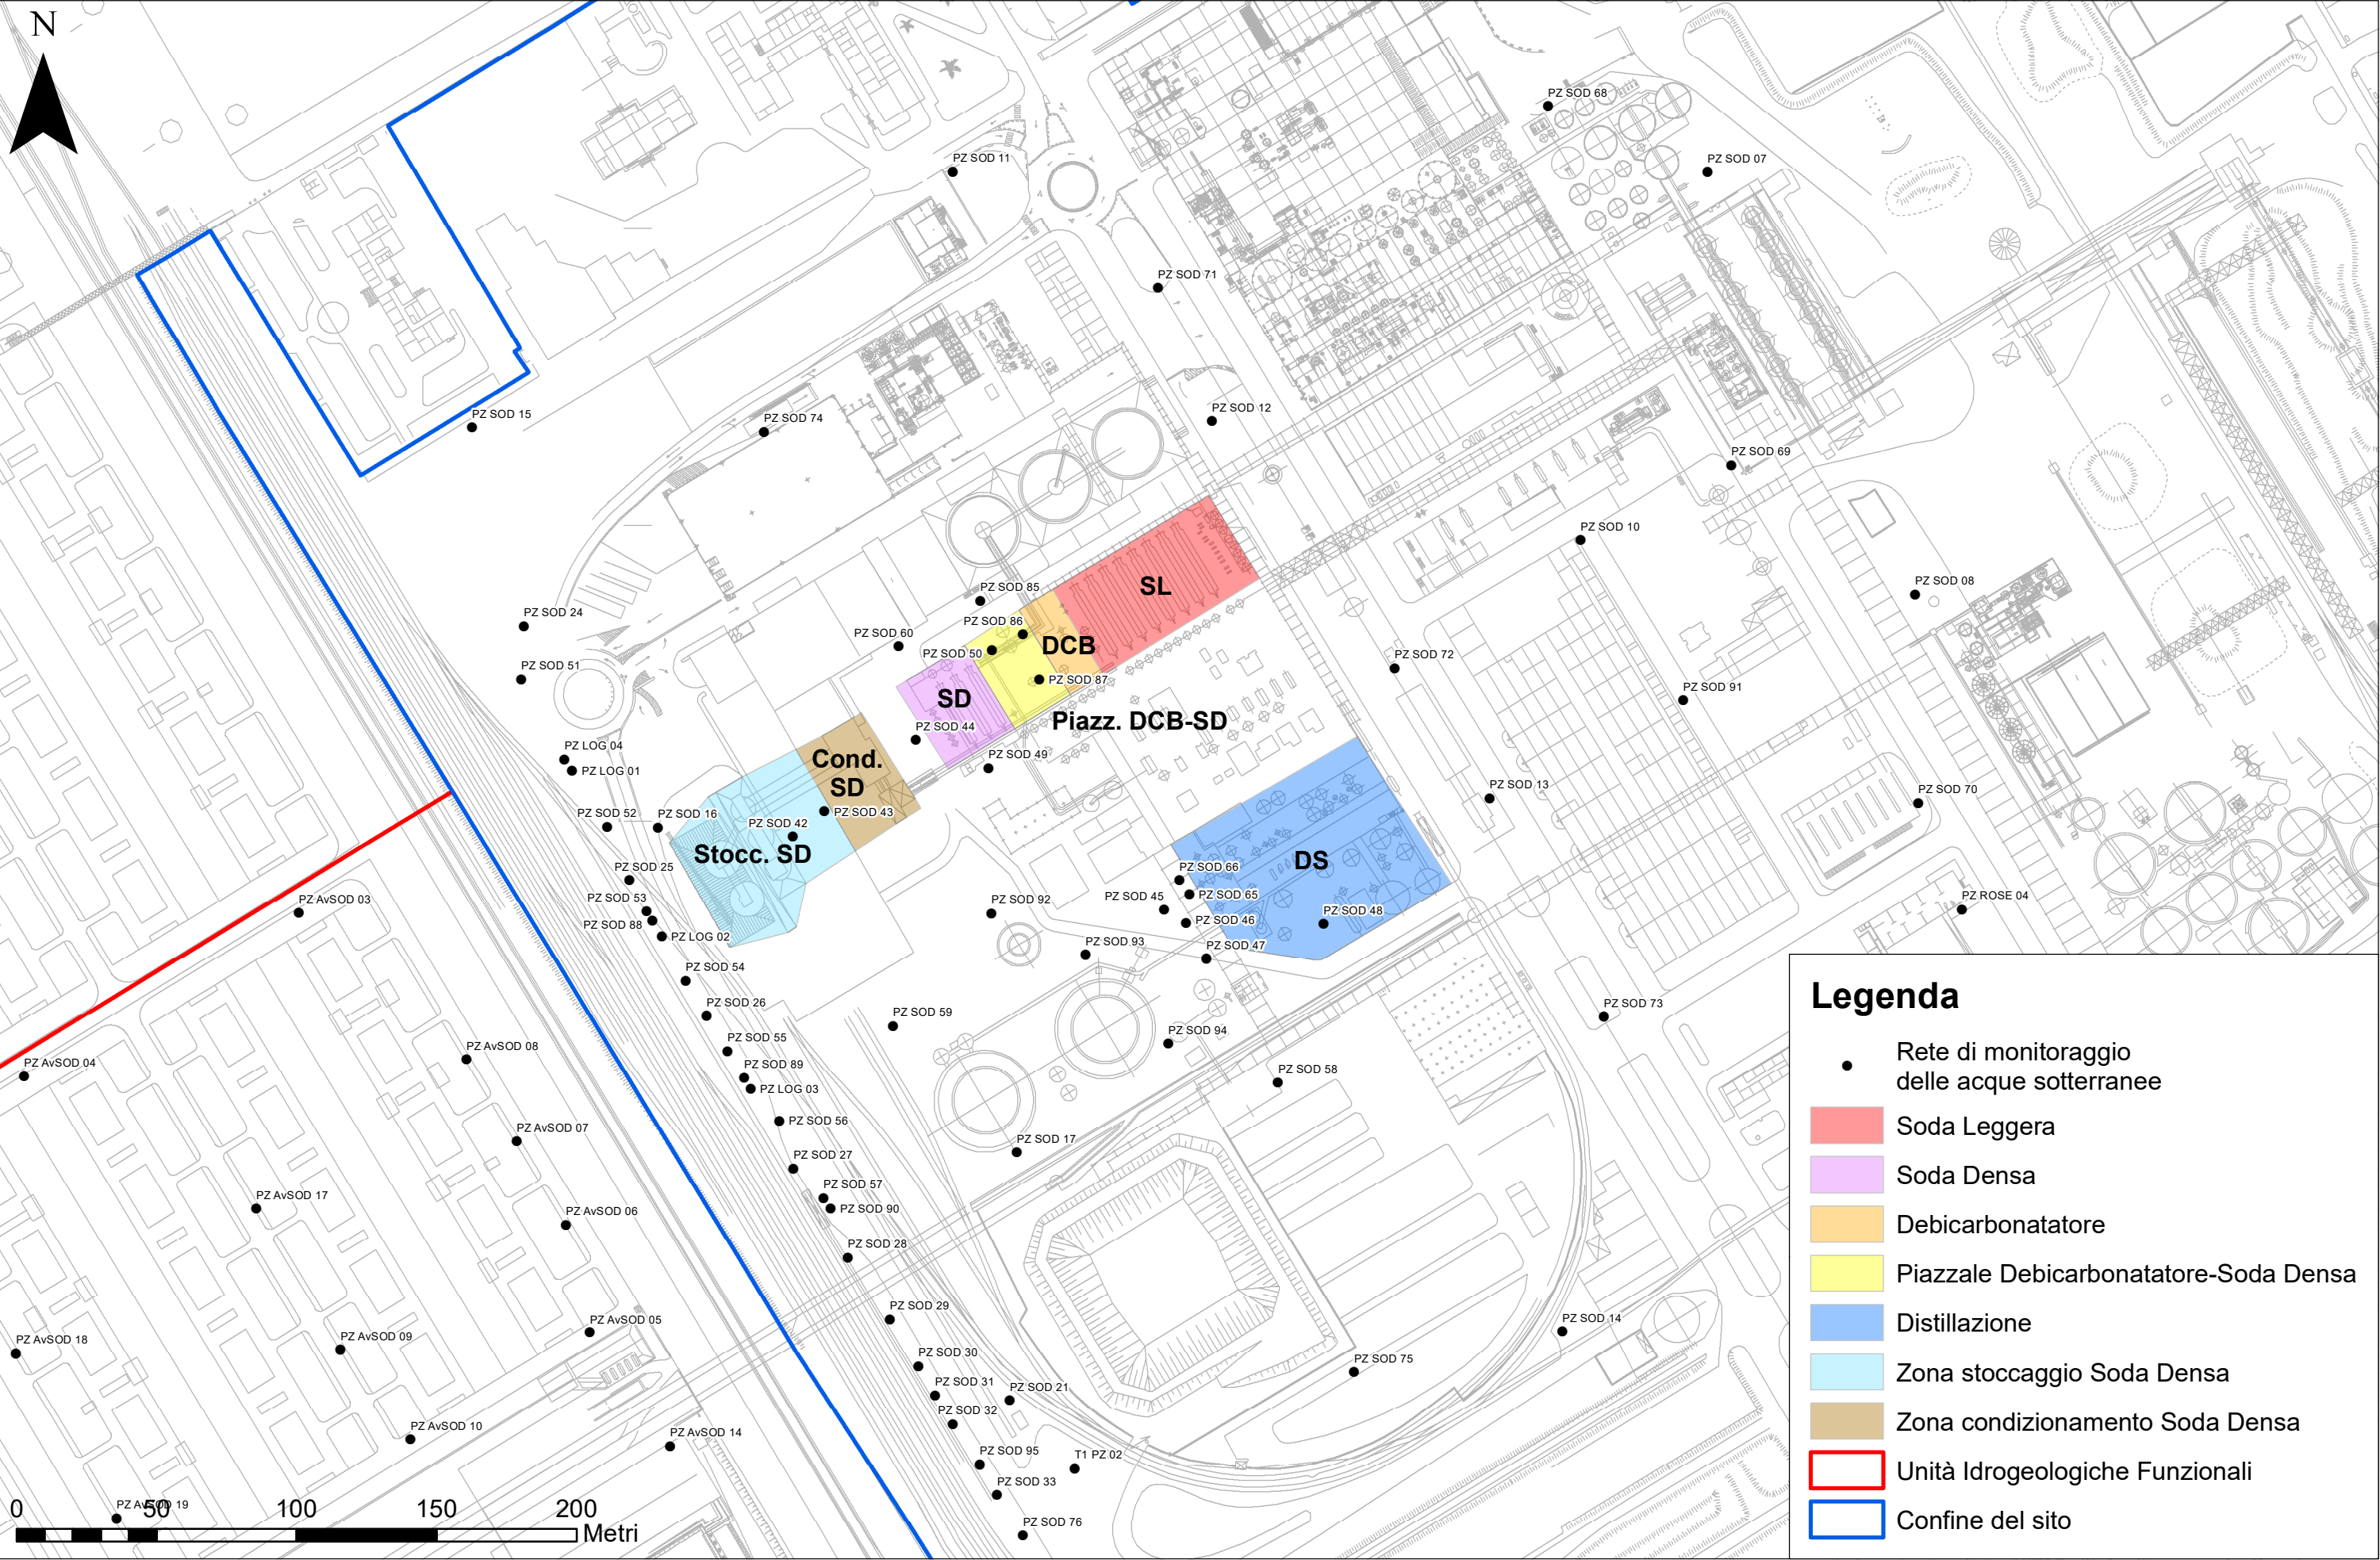 N
PZ SOD 68
PZ SOD 11
PZ SOD 07
PZ SOD 71
PZ SOD 15
PZ SOD 74
PZ SOD 12
PZ SOD 69
PZ SOD 10
PZ SOD 08
PZ SOD 85
SL
PZ SOD 24
PZ SOD 86
PZ SOD 60
DCB
PZ SOD 50
PZ SOD 72
PZ SOD 51
PZ SOD 87
PZ SOD 91
SD
Piazz. DCB-SD
PZ SOD 44
PZ LOG 04
PZ SOD 49
Cond.
SD
PZ LOG 01
PZ SOD 13
PZ SOD 70
PZ SOD 52
PZ SOD 16
PZ SOD 43
PZ SOD 42
Stocc. SD
DS
PZ SOD 25
PZ SOD 66
PZ SOD 65
PZ AvSOD 03
PZ SOD 53
PZ SOD 92
PZ SOD 45
PZ ROSE 04
PZ SOD 88
PZ SOD 46
PZ SOD 48
PZ LOG 02
PZ SOD 93
PZ SOD 47
PZ SOD 54
PZ SOD 26
PZ SOD 59
PZ SOD 73
PZ SOD 55
PZ SOD 94
PZ AvSOD 08
PZ AvSOD 04
PZ SOD 89
PZ SOD 58
PZ LOG 03
PZ SOD 56
PZ AvSOD 07
PZ SOD 17
PZ SOD 27
PZ SOD 57
PZ AvSOD 17
PZ SOD 90
PZ AvSOD 06
PZ SOD 28
PZ SOD 29
PZ AvSOD 05
PZ SOD 14
PZ AvSOD 18
PZ AvSOD 09
PZ SOD 30
PZ SOD 75
PZ SOD 31
PZ SOD 21
PZ SOD 32
PZ AvSOD 10
PZ AvSOD 14
PZ SOD 95
T1 PZ 02
PZ SOD 33
PZ AvSOD 19
PZ SOD 76
0 50 100 150 200
Metri
Legenda
Rete di monitoraggio
delle acque sotterranee
Soda Leggera
Soda Densa
Debicarbonatatore
Piazzale Debicarbonatatore-Soda Densa
Distillazione
Zona stoccaggio Soda Densa
Zona condizionamento Soda Densa
Unità Idrogeologiche Funzionali
Confine del sito